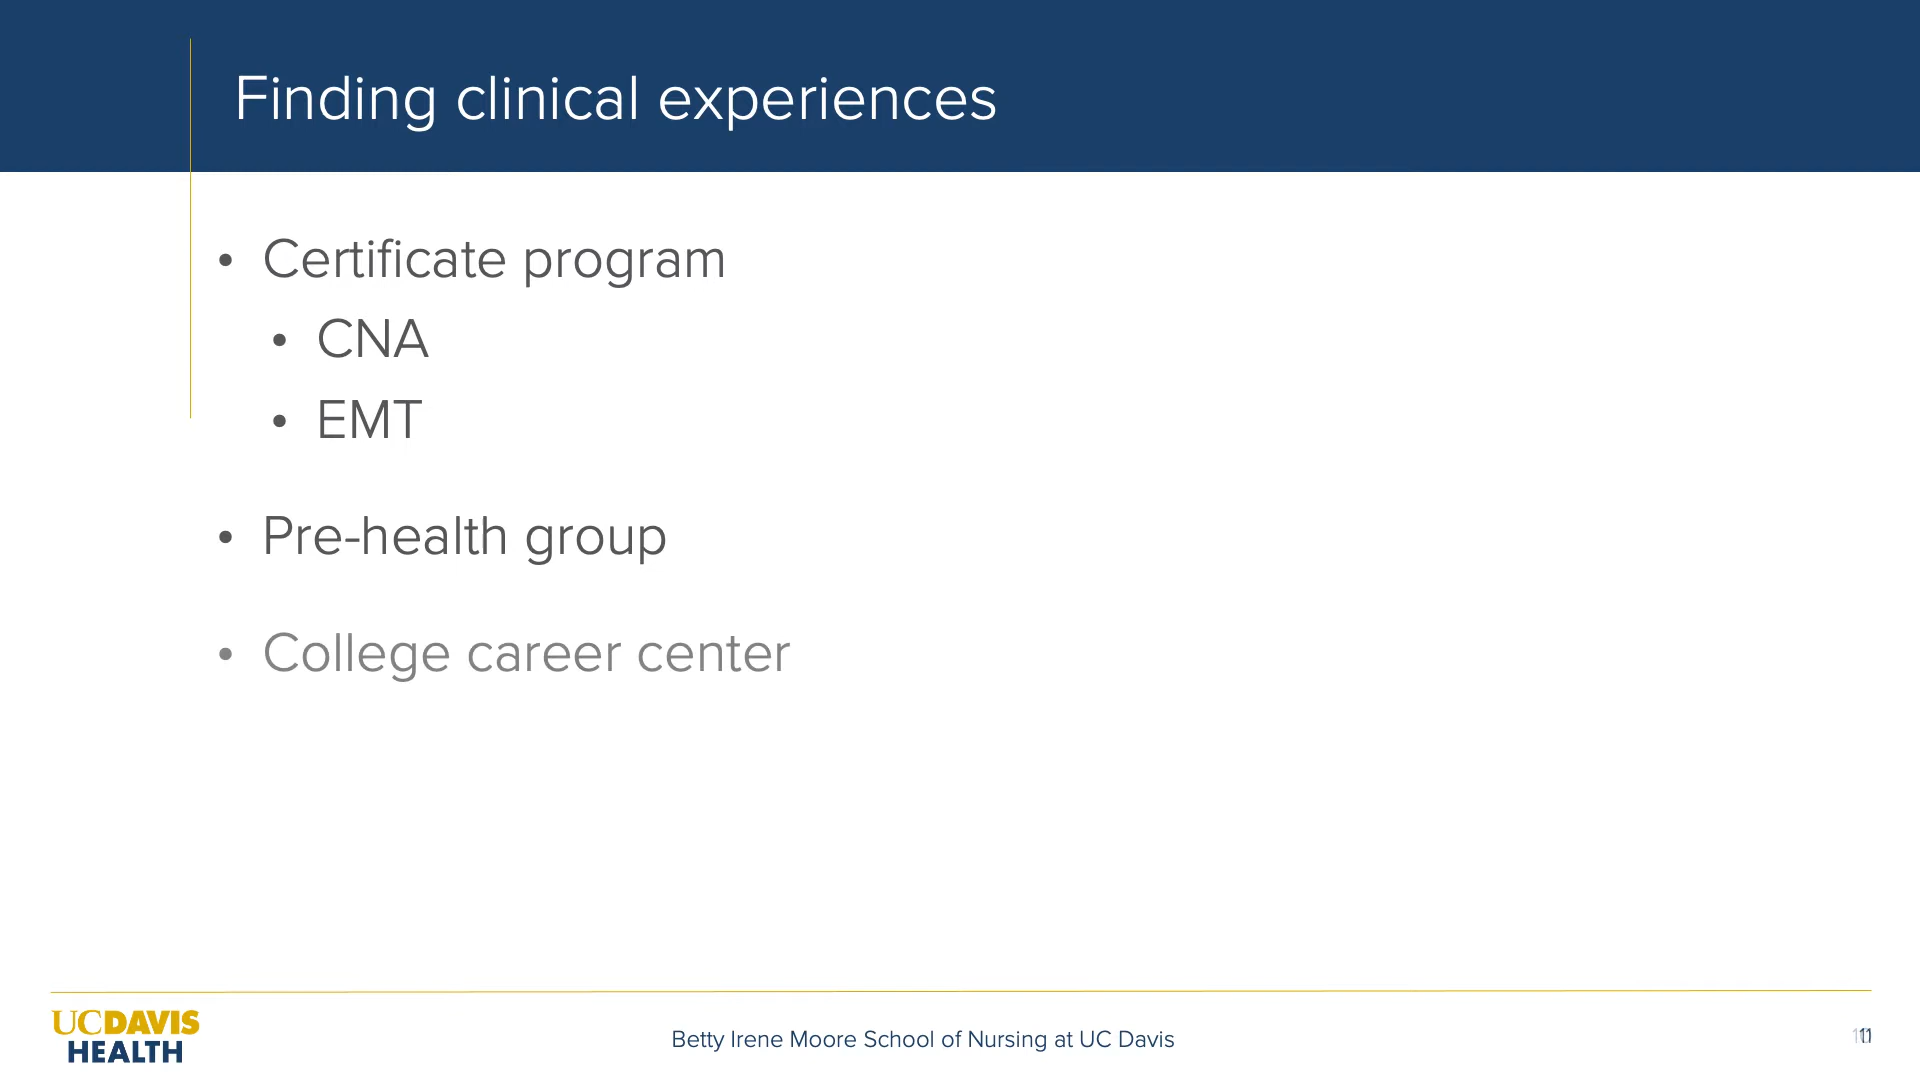 Finding clinical experiences
• Certificate program
• CNA
• EMT
• Pre-health group
• College career center
UCDAVIS
HEALTH
Betty Irene Moore School of Nursing at UC Davis